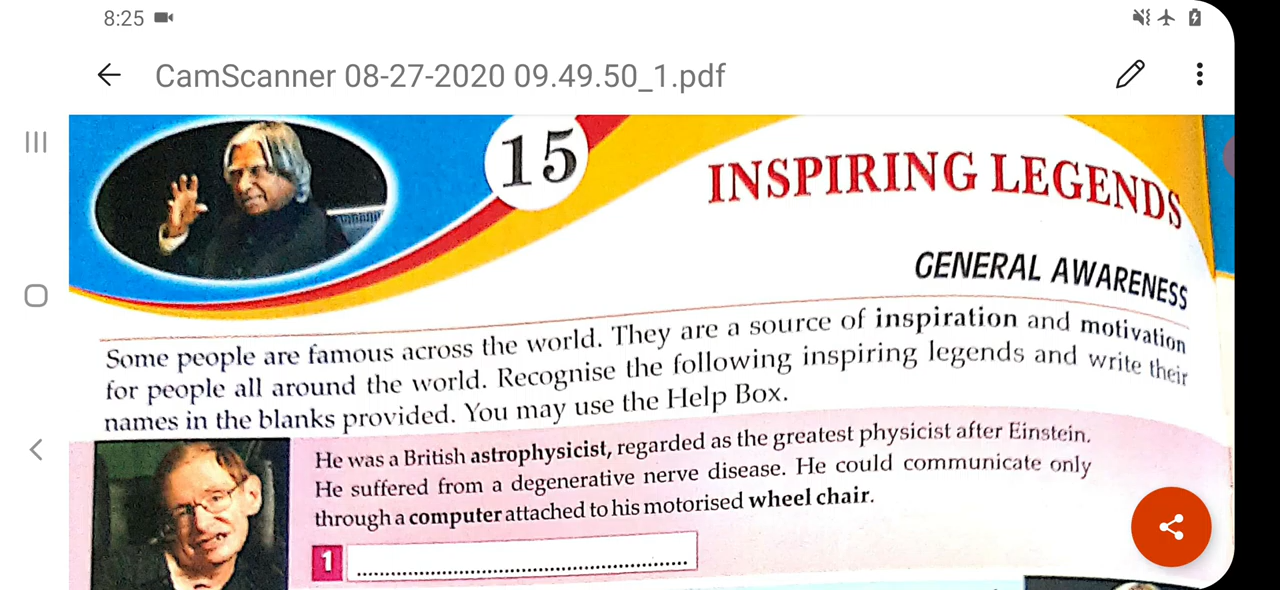 8:25
CamScanner 08-27-2020 09.49.50_1.pdf
15
INSPIRING LEGENDS
GENERAL AWARENESS
Some people are famous across the world. They are a source of inspiration and motivation
for people all around the world. Recognise the following inspiring legends and write their
names in the blanks provided. You may use the Help Box.
He was a British astrophysicist, regarded as the greatest physicist after Einstein.
He suffered from a degenerative nerve disease. He could communicate only
through a computer attached to his motorised wheel chair.
1 ..........................................................